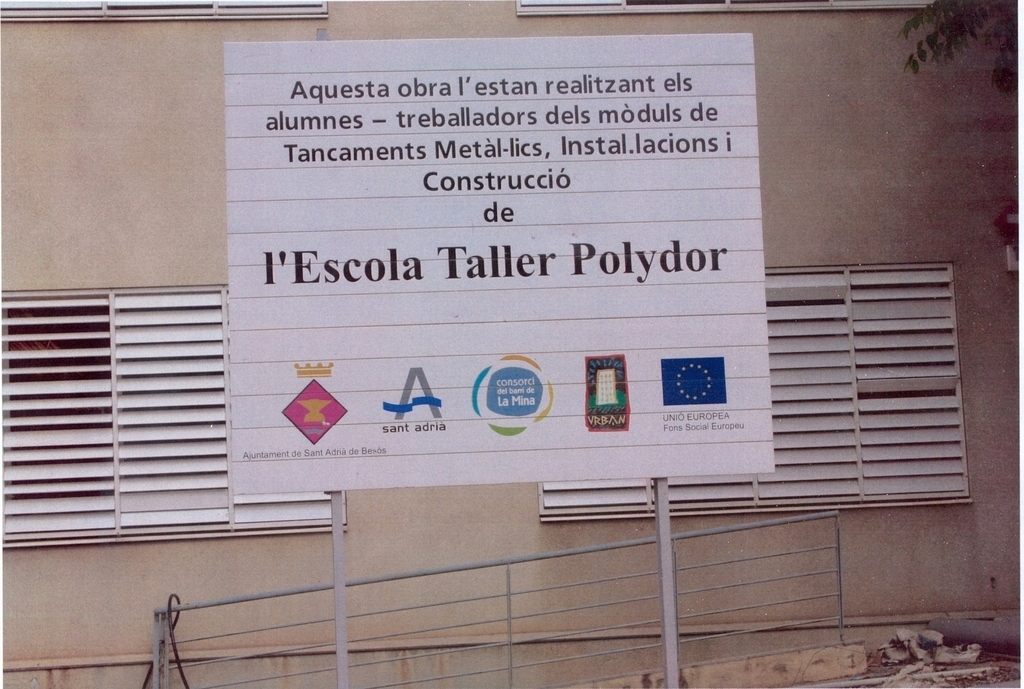 Aquesta obra l'estan realitzant els
alumnes – treballadors dels mòduls de
Tancaments Metàl-lics, Instal.lacions i
Construcció
de
l'Escola Taller Polydor
Ajuntament de Sant Adrià de Besòs
sant adrià
consorci
del barri de
La Mina
URBAN
UNIÓ EUROPEA
Fons Social Europeu